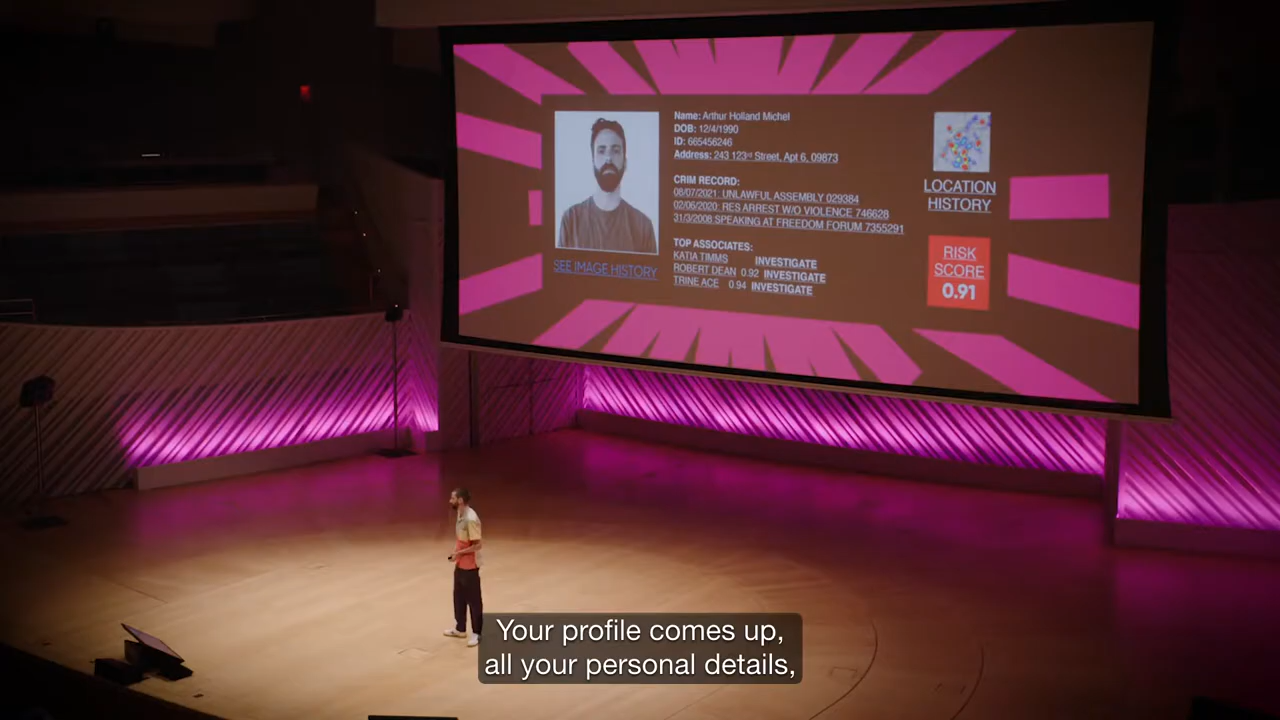 Name: Arthur Holland Michel
DOB: 12/4/1990
ID: 665456246
Address: 243 123rd Street, Apt 6, 09873
CRIM RECORD:
08/07/2021: UNLAWFUL ASSEMBLY 029384
02/06/2020: RES ARREST W/O VIOLENCE 746628
31/3/2008 SPEAKING AT FREEDOM FORUM 7355291
TOP ASSOCIATES:
KATIA TIMMS INVESTIGATE
ROBERT DEAN 0.92 INVESTIGATE
TRINE ACE 0.94 INVESTIGATE
SEE IMAGE HISTORY
LOCATION
HISTORY
RISK
SCORE
0.91
Your profile comes up,
all your personal details,